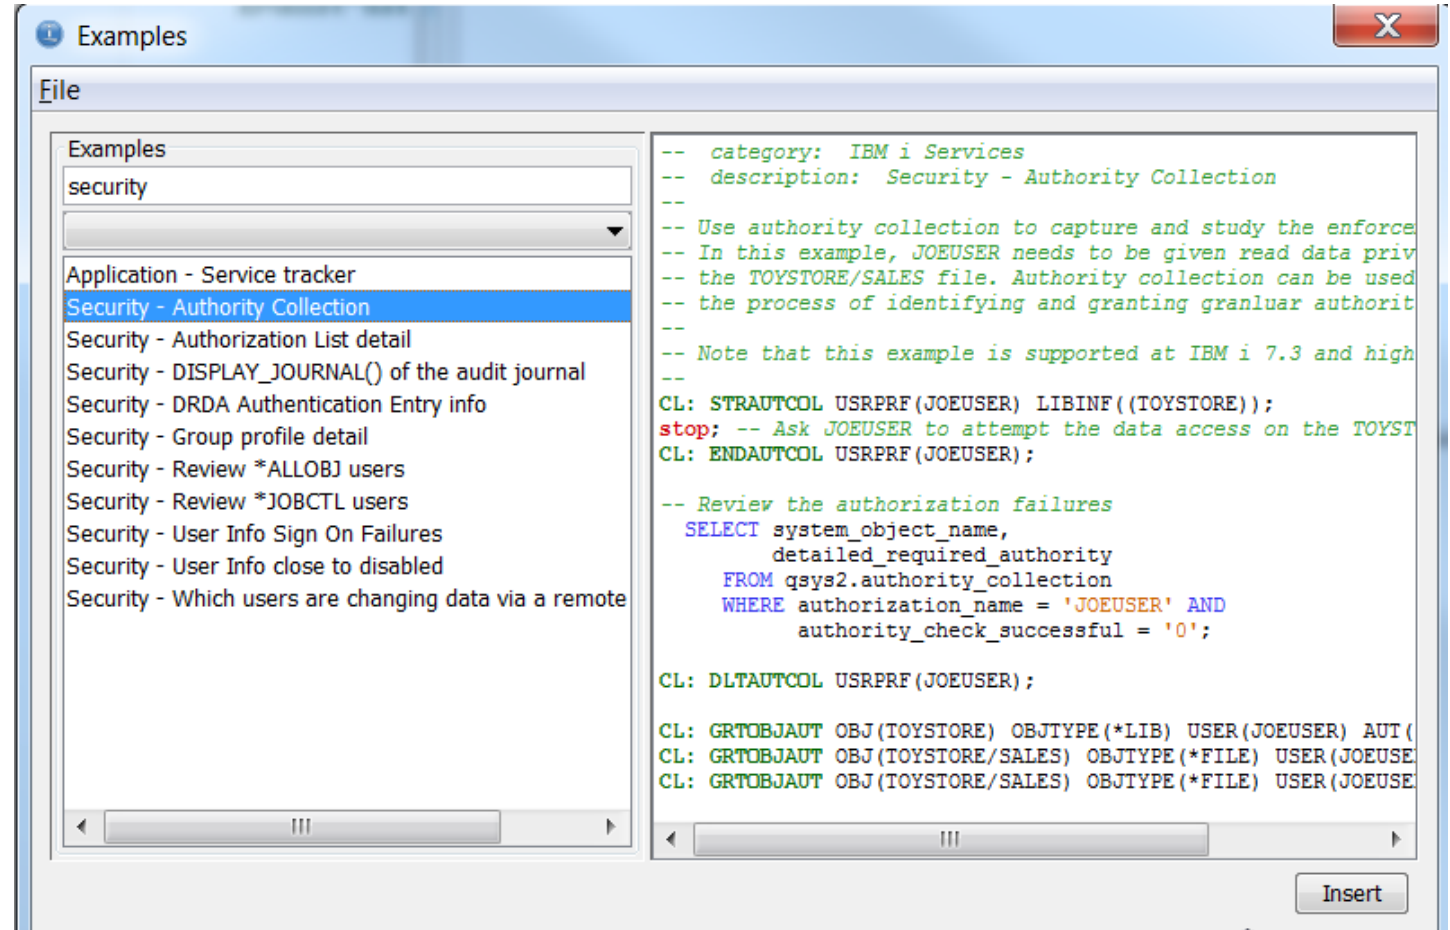 Examples
File
Examples
security
Application - Service tracker
Security - Authority Collection
Security - Authorization List detail
Security - DISPLAY_JOURNAL() of the audit journal
Security - DRDA Authentication Entry info
Security - Group profile detail
Security - Review *ALLOBJ users
Security - Review *JOBCTL users
Security - User Info Sign On Failures
Security - User Info close to disabled
Security - Which users are changing data via a remote
-- category: IBM i Services
-- description: Security - Authority Collection
--
-- Use authority collection to capture and study the enforce
-- In this example, JOEUSER needs to be given read data priv
-- the TOYSTORE/SALES file. Authority collection can be used
-- the process of identifying and granting granluar authorit
--
-- Note that this example is supported at IBM i 7.3 and high
--
CL: STRAUTCOL USRPRF(JOEUSER) LIBINF((TOYSTORE));
stop; -- Ask JOEUSER to attempt the data access on the TOYST
CL: ENDAUTCOL USRPRF(JOEUSER);
-- Review the authorization failures
SELECT system_object_name,
detailed_required_authority
FROM qsys2.authority_collection
WHERE authorization_name = 'JOEUSER' AND
authority_check_successful = '0';
CL: DLTAUTCOL USRPRF(JOEUSER);
CL: GRTOBJAUT OBJ(TOYSTORE) OBJTYPE(*LIB) USER(JOEUSER) AUT(
CL: GRTOBJAUT OBJ(TOYSTORE/SALES) OBJTYPE(*FILE) USER(JOEUSE
CL: GRTOBJAUT OBJ(TOYSTORE/SALES) OBJTYPE(*FILE) USER(JOEUSE
Insert